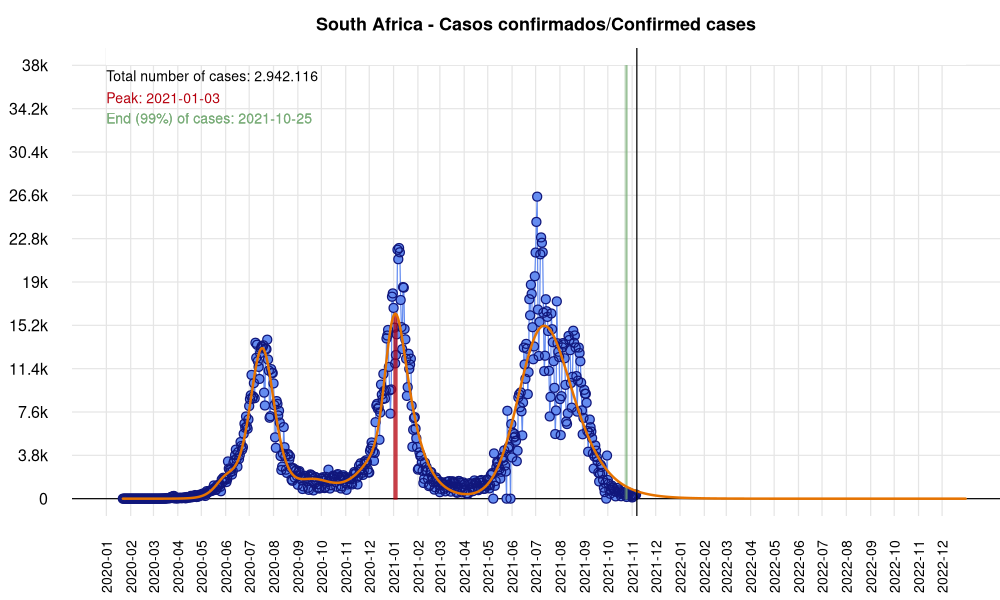 South Africa - Casos confirmados/Confirmed cases
Total number of cases: 2.942.116
Peak: 2021-01-03
End (99%) of cases: 2021-10-25
38k
34.2k
30.4k
26.6k
22.8k
19k
15.2k
11.4k
7.6k
3.8k
0
2020-01
2020-02
2020-03
2020-04
2020-05
2020-06
2020-07
2020-08
2020-09
2020-10
2020-11
2020-12
2021-01
2021-02
2021-03
2021-04
2021-05
2021-06
2021-07
2021-08
2021-09
2021-10
2021-11
2021-12
2022-01
2022-02
2022-03
2022-04
2022-05
2022-06
2022-07
2022-08
2022-09
2022-10
2022-11
2022-12